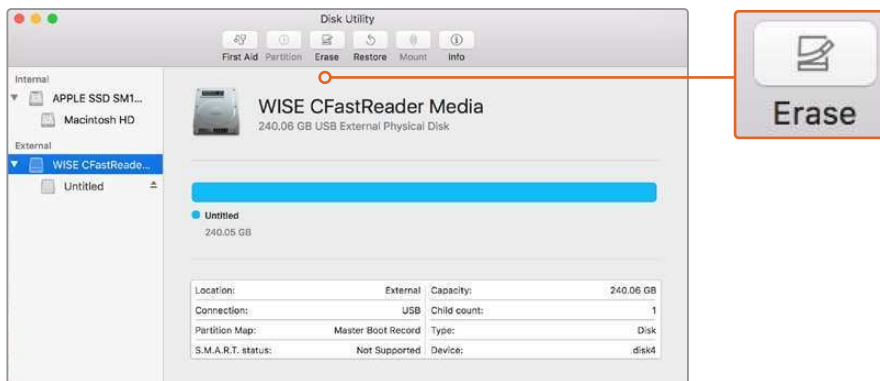 Disk Utility
First Aid Partition Erase Restore Mount Info
Erase
Internal
APPLE SSD SM1...
Macintosh HD
External
WISE CFastReade...
Untitled
WISE CFastReader Media
240.06 GB USB External Physical Disk
Untitled
240.05 GB
Location: External Capacity: 240.06 GB
Connection: USB Child count: 1
Partition Map: Master Boot Record Type: Disk
S.M.A.R.T. status: Not Supported Device: disk4